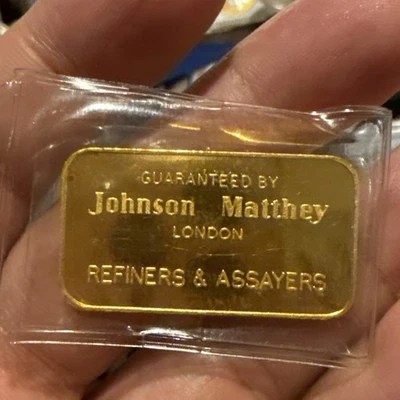 GUARANTEED BY
Johnson Matthey
LONDON
REFINERS & ASSAYERS